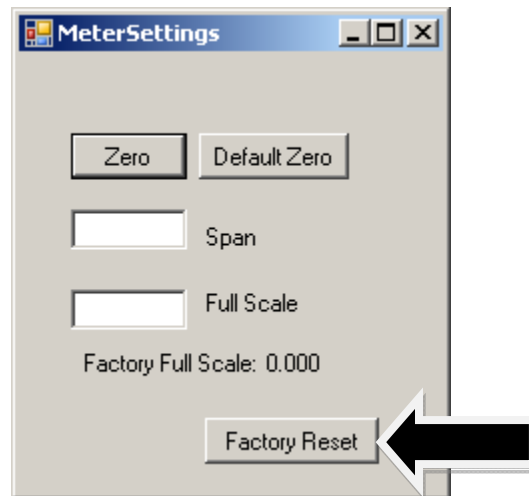 MeterSettings
Zero Default Zero
Span
Full Scale
Factory Full Scale: 0.000
Factory Reset